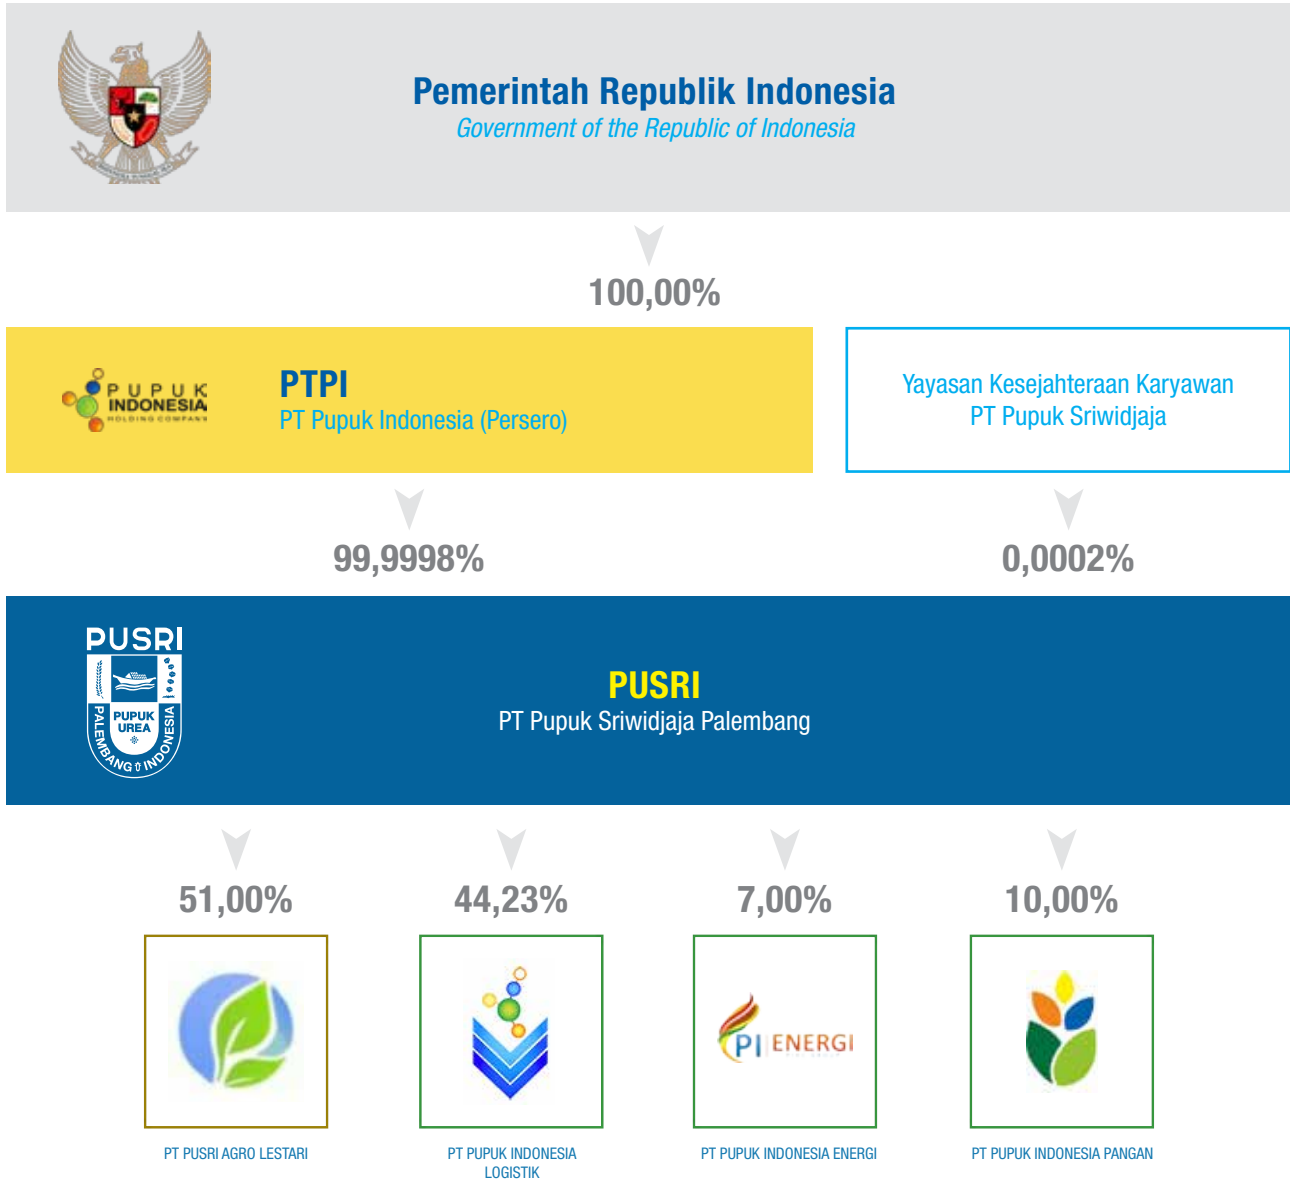 Pemerintah Republik Indonesia
Government of the Republic of Indonesia
100,00%
PUPUK
INDONESIA
HOLDING COMPANY
PTPI
PT Pupuk Indonesia (Persero)
Yayasan Kesejahteraan Karyawan
PT Pupuk Sriwidjaja
99,9998%
0,0002%
PUSRI
PUPUK
UREA
PALEMBANG INDONESIA
PUSRI
PT Pupuk Sriwidjaja Palembang
51,00%
44,23%
7,00%
10,00%
PI ENERGI
PT PUSRI AGRO LESTARI
PT PUPUK INDONESIA
LOGISTIK
PT PUPUK INDONESIA ENERGI
PT PUPUK INDONESIA PANGAN